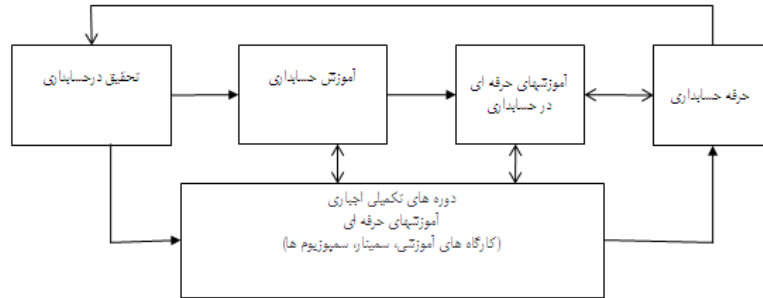 تحقیق درحسابداری
آموزش حسابداری
آموزشهای حرفه ای
در حسابداری
حرفه حسابداری
دوره های تکمیلی اجباری
آموزشهای حرفه ای
(کارگاه های آموزشی، سمینار، سمپوزیوم ها)